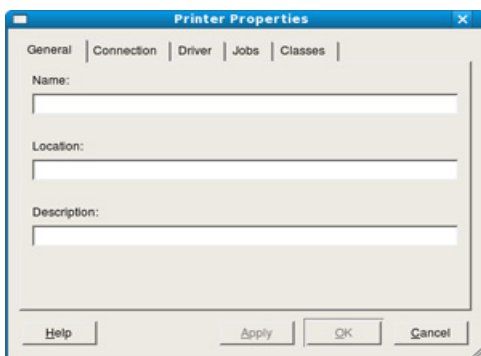 Printer Properties
General Connection Driver Jobs Classes
Name:
Location:
Description:
Help Apply OK Cancel